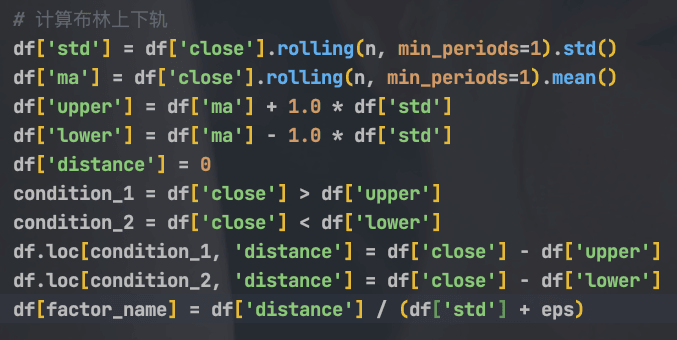 # 计算布林上下轨
df['std'] = df['close'].rolling(n, min_periods=1).std()
df['ma'] = df['close'].rolling(n, min_periods=1).mean()
df['upper'] = df['ma'] + 1.0 * df['std']
df['lower'] = df['ma'] - 1.0 * df['std']
df['distance'] = 0
condition_1 = df['close'] > df['upper']
condition_2 = df['close'] < df['lower']
df.loc[condition_1, 'distance'] = df['close'] - df['upper']
df.loc[condition_2, 'distance'] = df['close'] - df['lower']
df[factor_name] = df['distance'] / (df['std'] + eps)